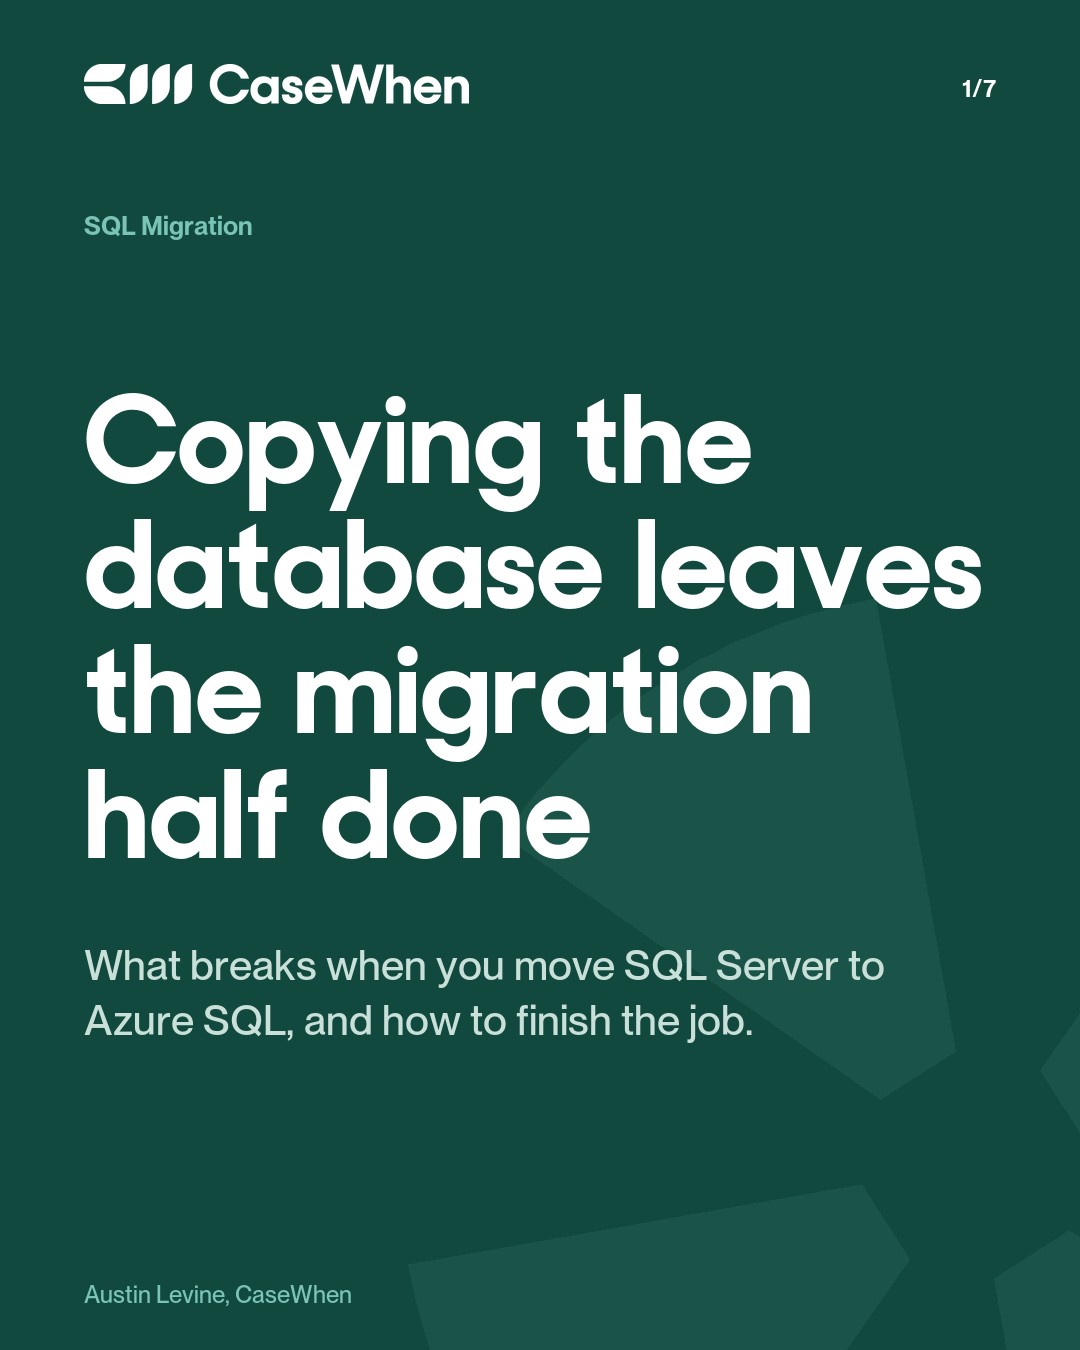 CaseWhen
1/7
SQL Migration
Copying the
database leaves
the migration
half done
What breaks when you move SQL Server to
Azure SQL, and how to finish the job.
Austin Levine, CaseWhen